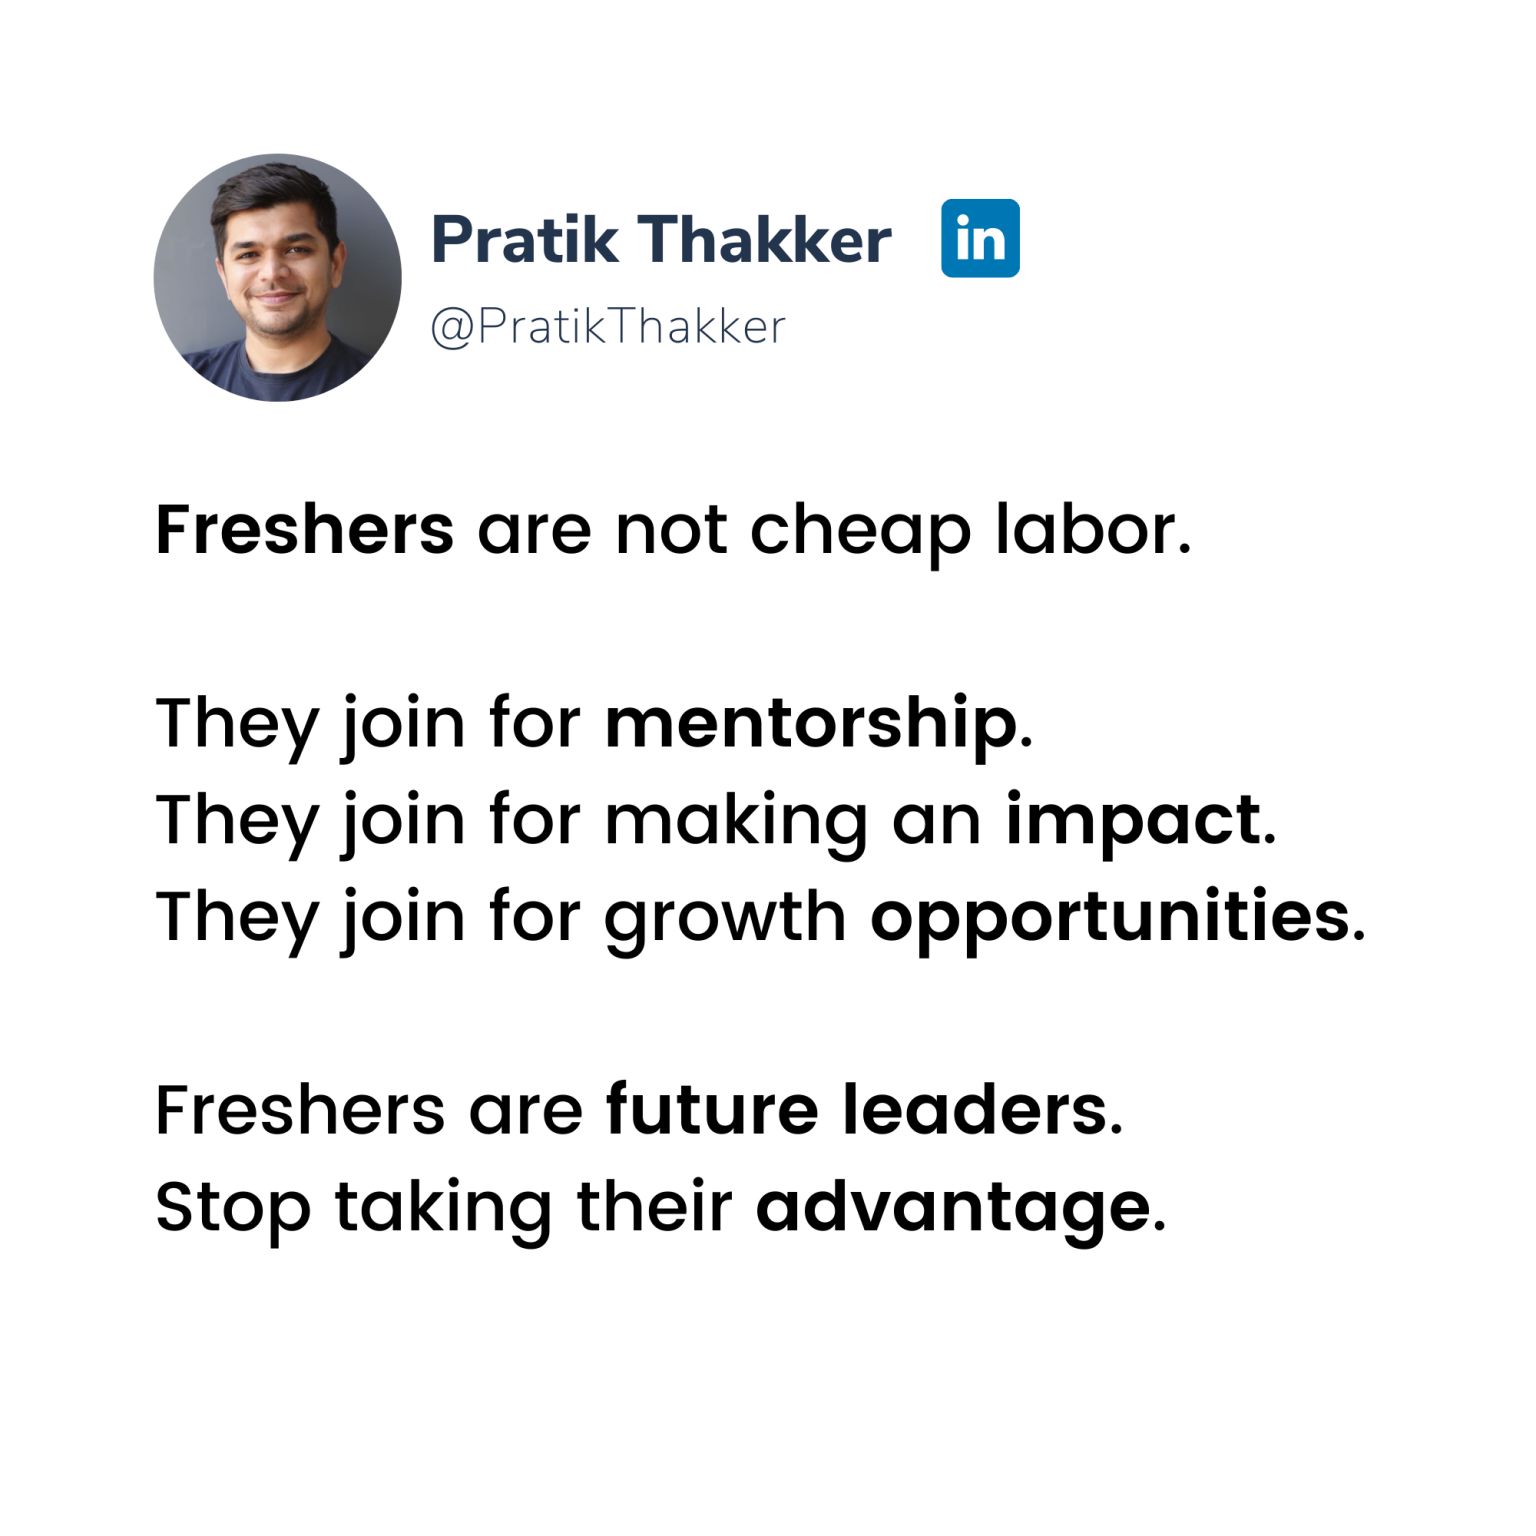 Pratik Thakker in
@PratikThakker
Freshers are not cheap labor.
They join for mentorship.
They join for making an impact.
They join for growth opportunities.
Freshers are future leaders.
Stop taking their advantage.